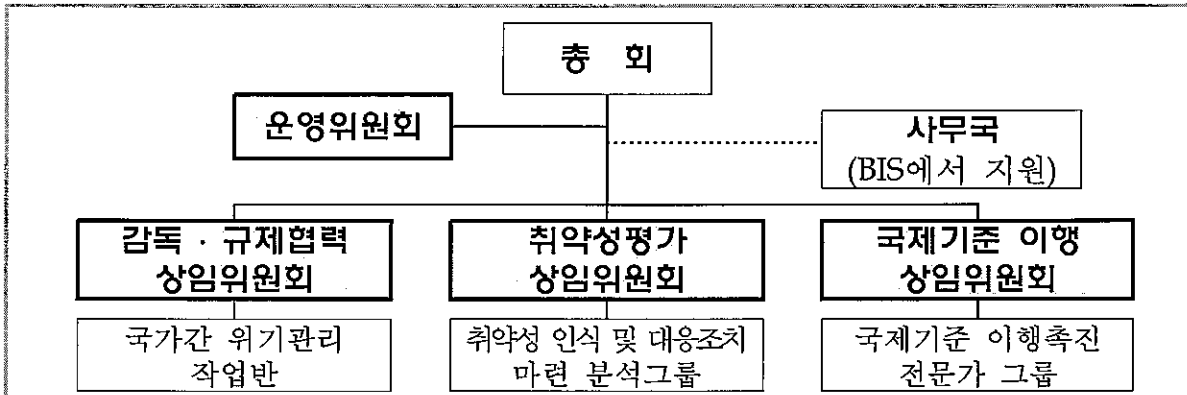 총 회
운영위원회
사무국
(BIS에서 지원)
감독 · 규제협력
상임위원회
취약성평가
상임위원회
국제기준 이행
상임위원회
국가간 위기관리
작업반
취약성 인식 및 대응조치
마련 분석그룹
국제기준 이행촉진
전문가 그룹